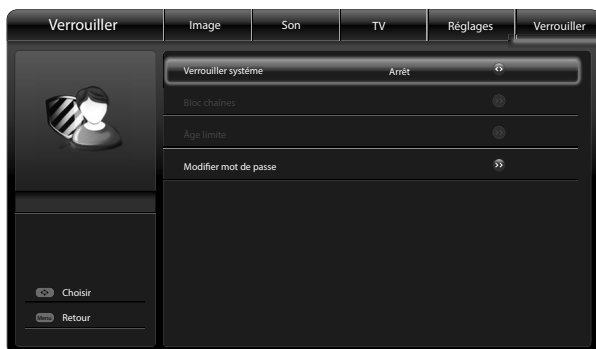 Verrouiller Image Son TV Réglages Verrouiller
Verrouiller systéme Arrêt
Bloc chaînes
Âge limite
Modifier mot de passe
Choisir
Menu Retour